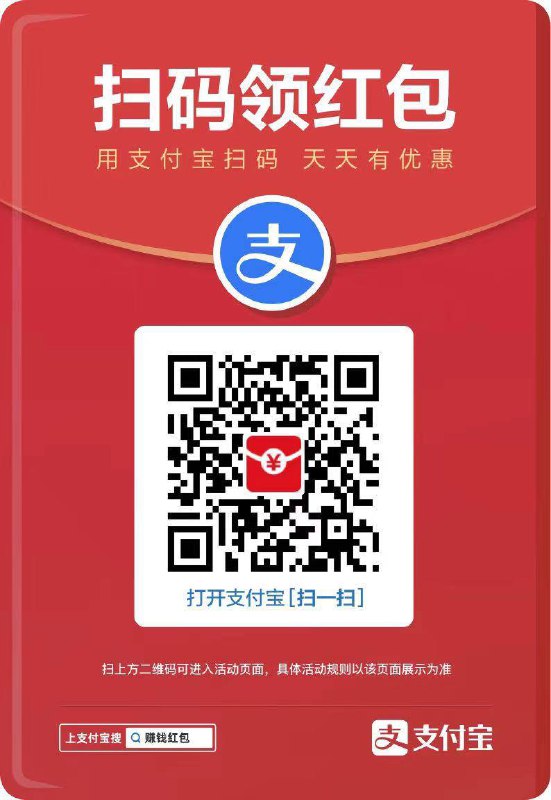 扫码领红包
用支付宝扫码 天天有优惠
支
¥
打开支付宝[扫一扫]
扫上方二维码可进入活动页面，具体活动规则以该页面展示为准
上支付宝搜 赚钱红包
支 支付宝